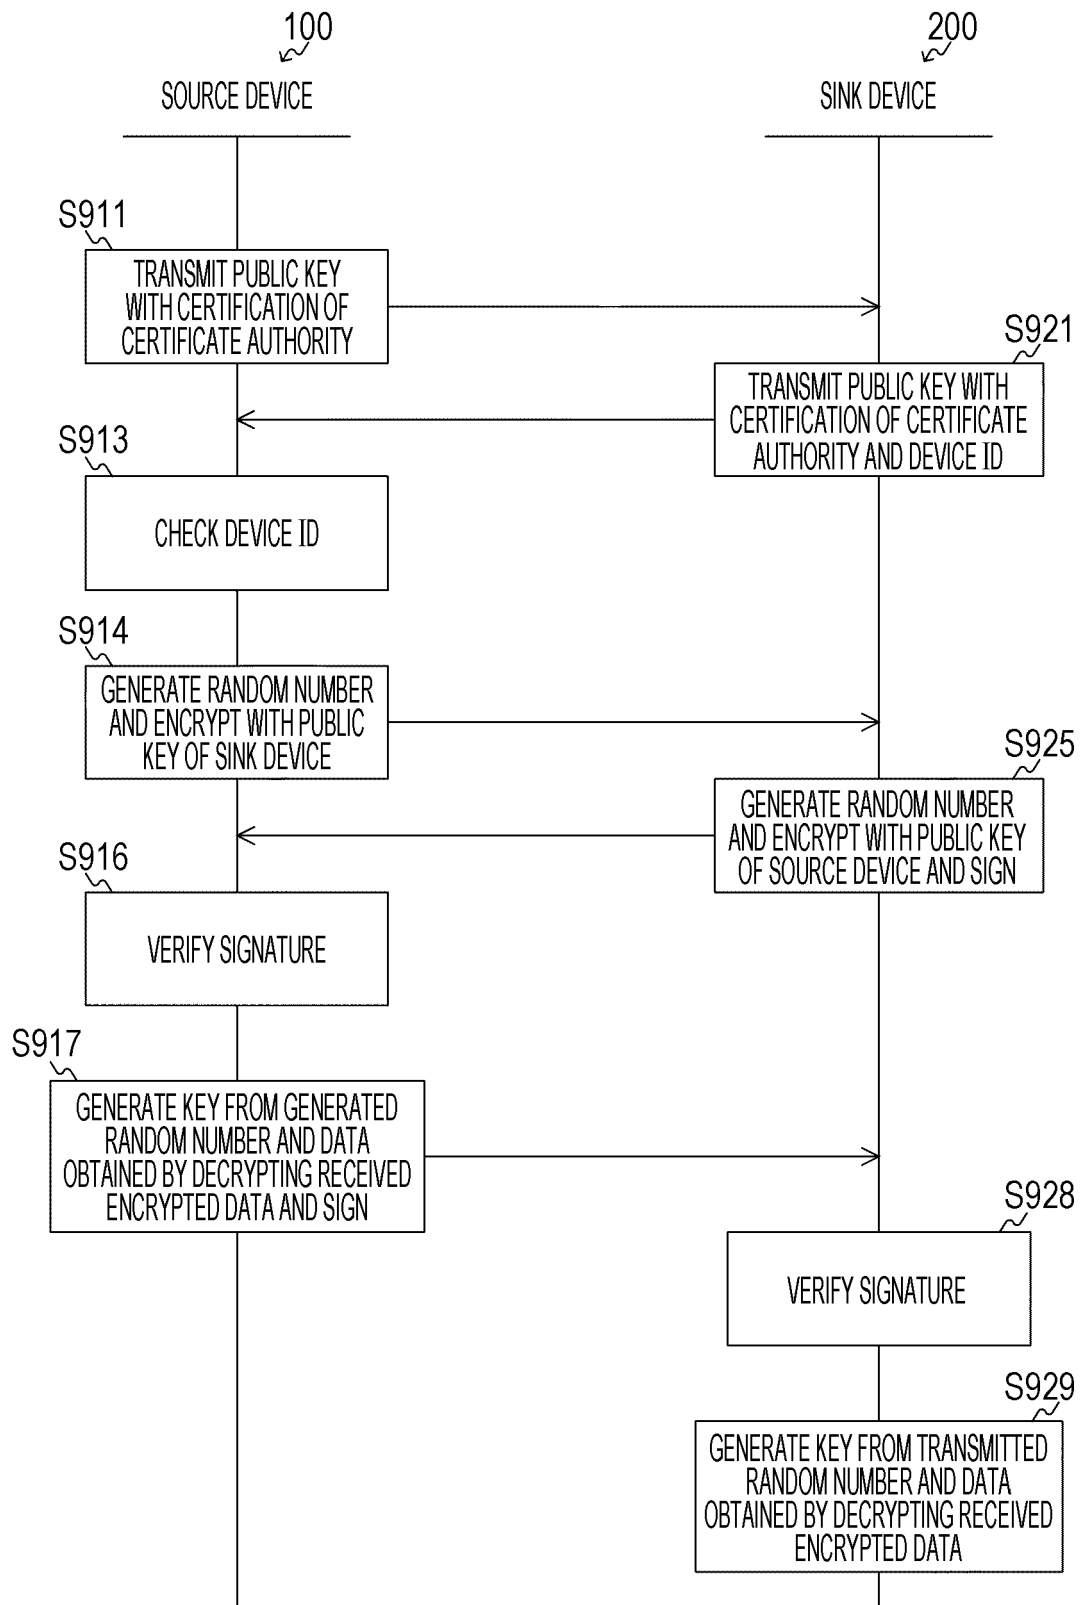 100
200
SOURCE DEVICE
SINK DEVICE
S911
TRANSMIT PUBLIC KEY
WITH CERTIFICATION OF
CERTIFICATE AUTHORITY
S921
TRANSMIT PUBLIC KEY WITH
CERTIFICATION OF CERTIFICATE
AUTHORITY AND DEVICE ID
S913
CHECK DEVICE ID
S914
GENERATE RANDOM NUMBER
AND ENCRYPT WITH PUBLIC
KEY OF SINK DEVICE
S925
GENERATE RANDOM NUMBER
AND ENCRYPT WITH PUBLIC KEY
OF SOURCE DEVICE AND SIGN
S916
VERIFY SIGNATURE
S917
GENERATE KEY FROM GENERATED
RANDOM NUMBER AND DATA
OBTAINED BY DECRYPTING RECEIVED
ENCRYPTED DATA AND SIGN
S928
VERIFY SIGNATURE
S929
GENERATE KEY FROM TRANSMITTED
RANDOM NUMBER AND DATA
OBTAINED BY DECRYPTING RECEIVED
ENCRYPTED DATA